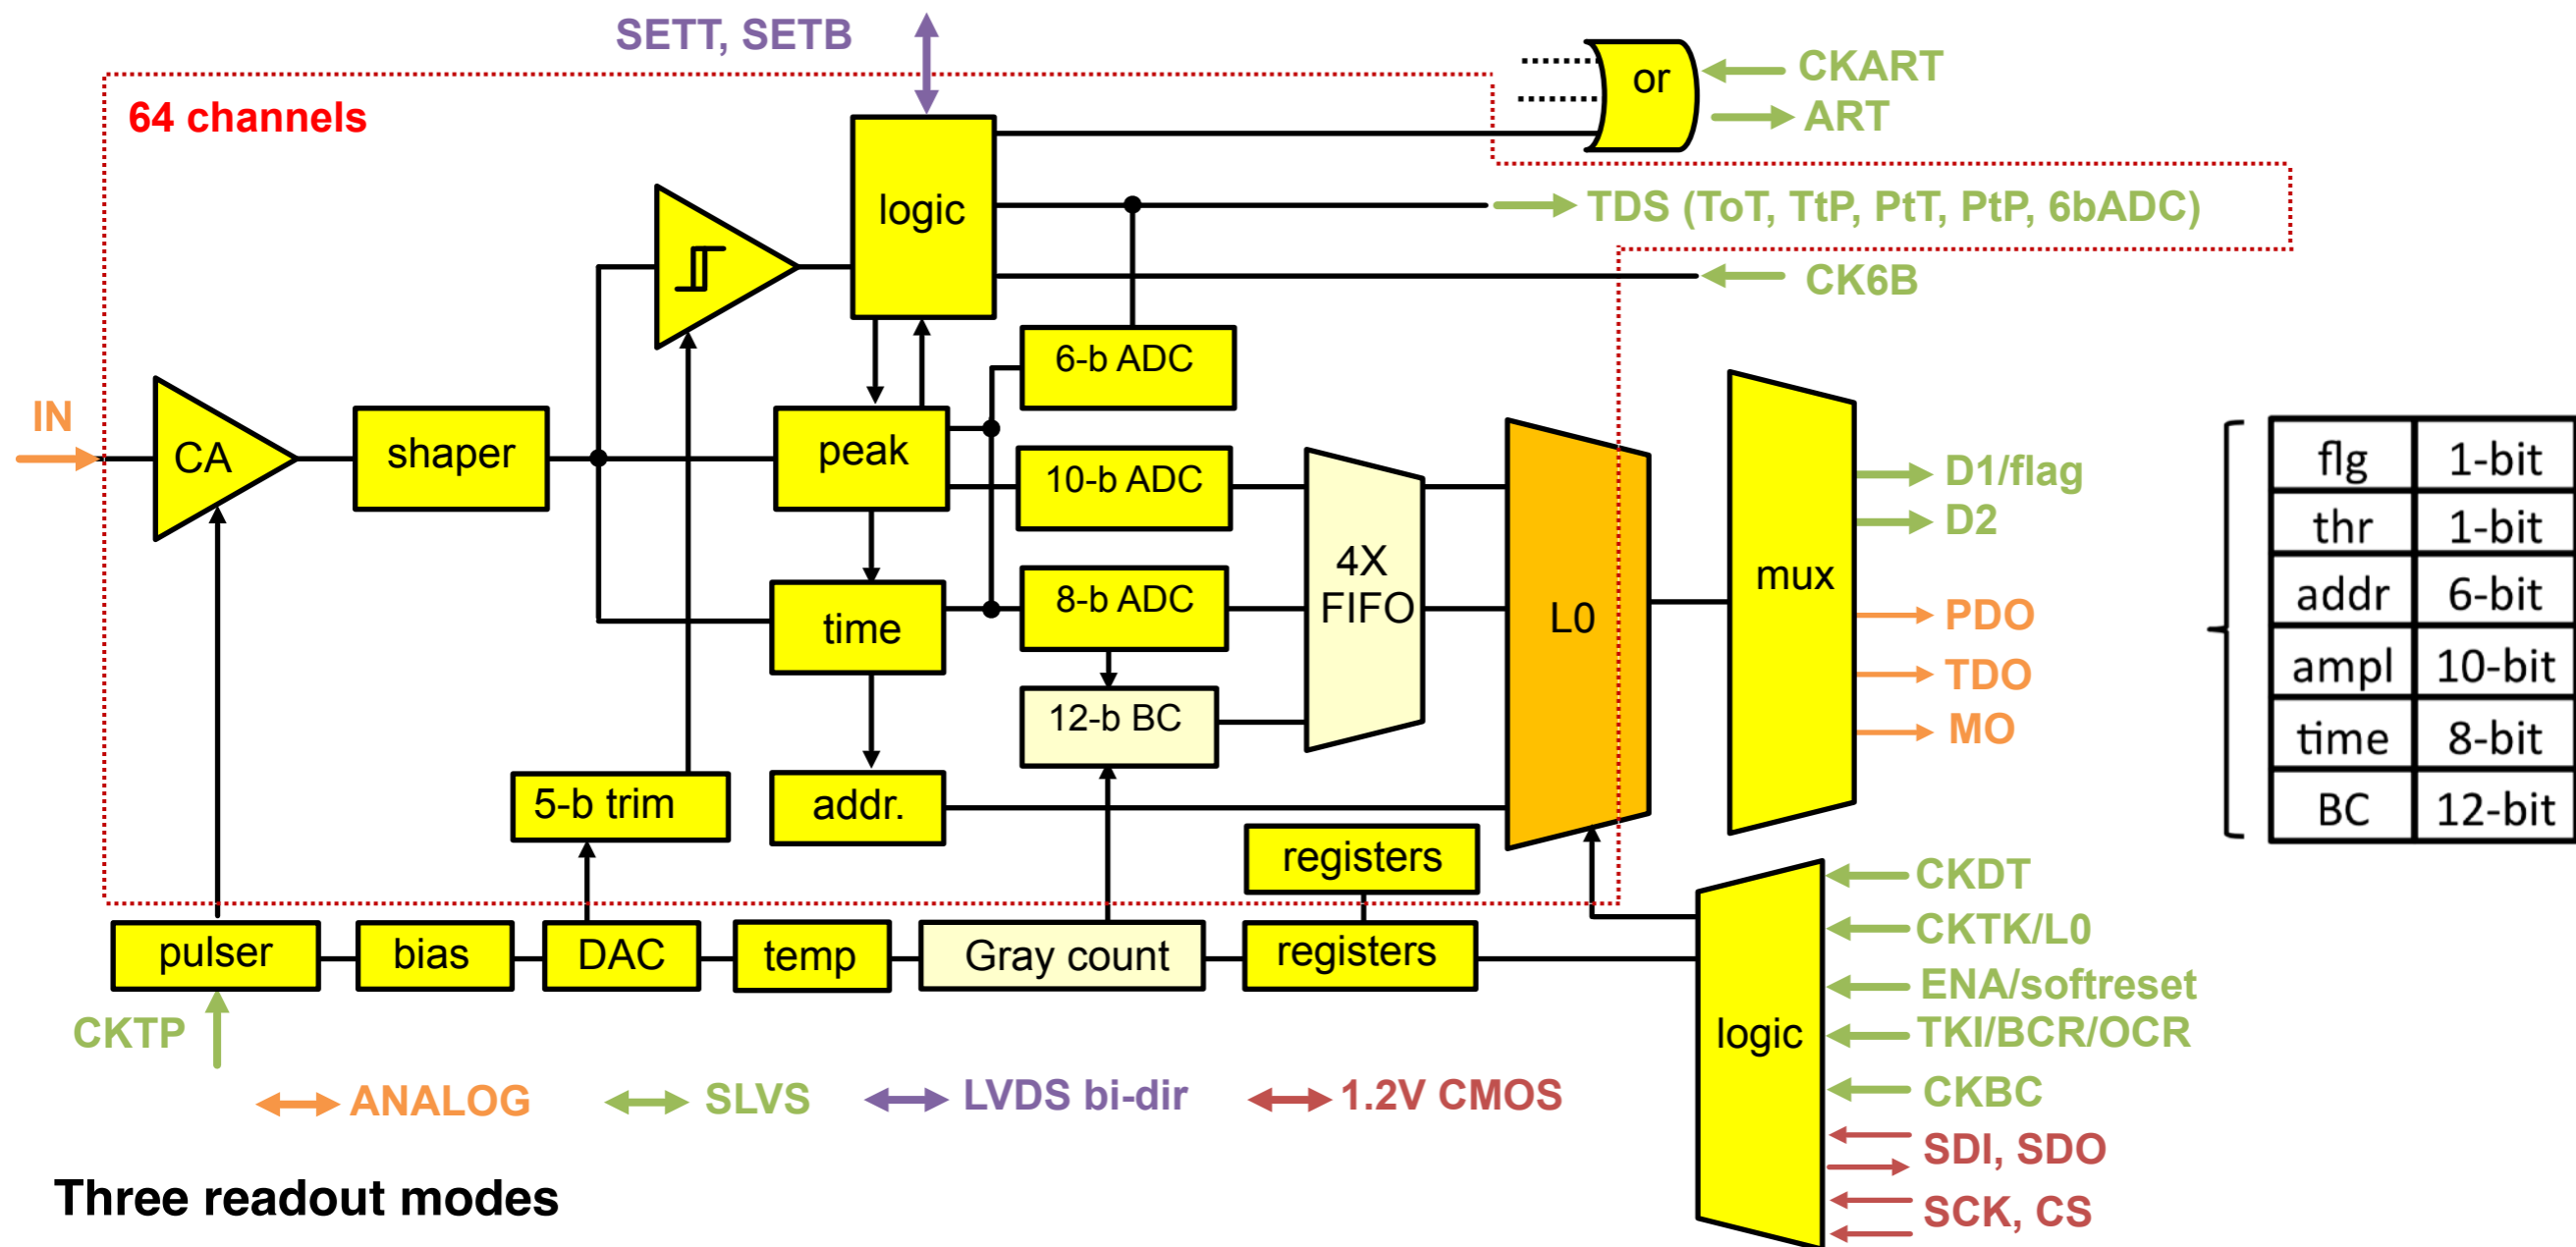 SETT, SETB
64 channels
or
CKART
ART
logic
TDS (ToT, TtP, PtT, PtP, 6bADC)
CK6B
6-b ADC
IN
CA
shaper
peak
10-b ADC
4X
FIFO
L0
mux
D1/flag
D2
PDO
TDO
MO
flg 1-bit
thr 1-bit
addr 6-bit
ampl 10-bit
time 8-bit
BC 12-bit
time
8-b ADC
12-b BC
5-b trim
addr.
registers
pulser
bias
DAC
temp
Gray count
registers
logic
CKDT
CKTK/L0
ENA/softreset
TKI/BCR/OCR
CKBC
SDI, SDO
SCK, CS
CKTP
ANALOG
SLVS
LVDS bi-dir
1.2V CMOS
Three readout modes